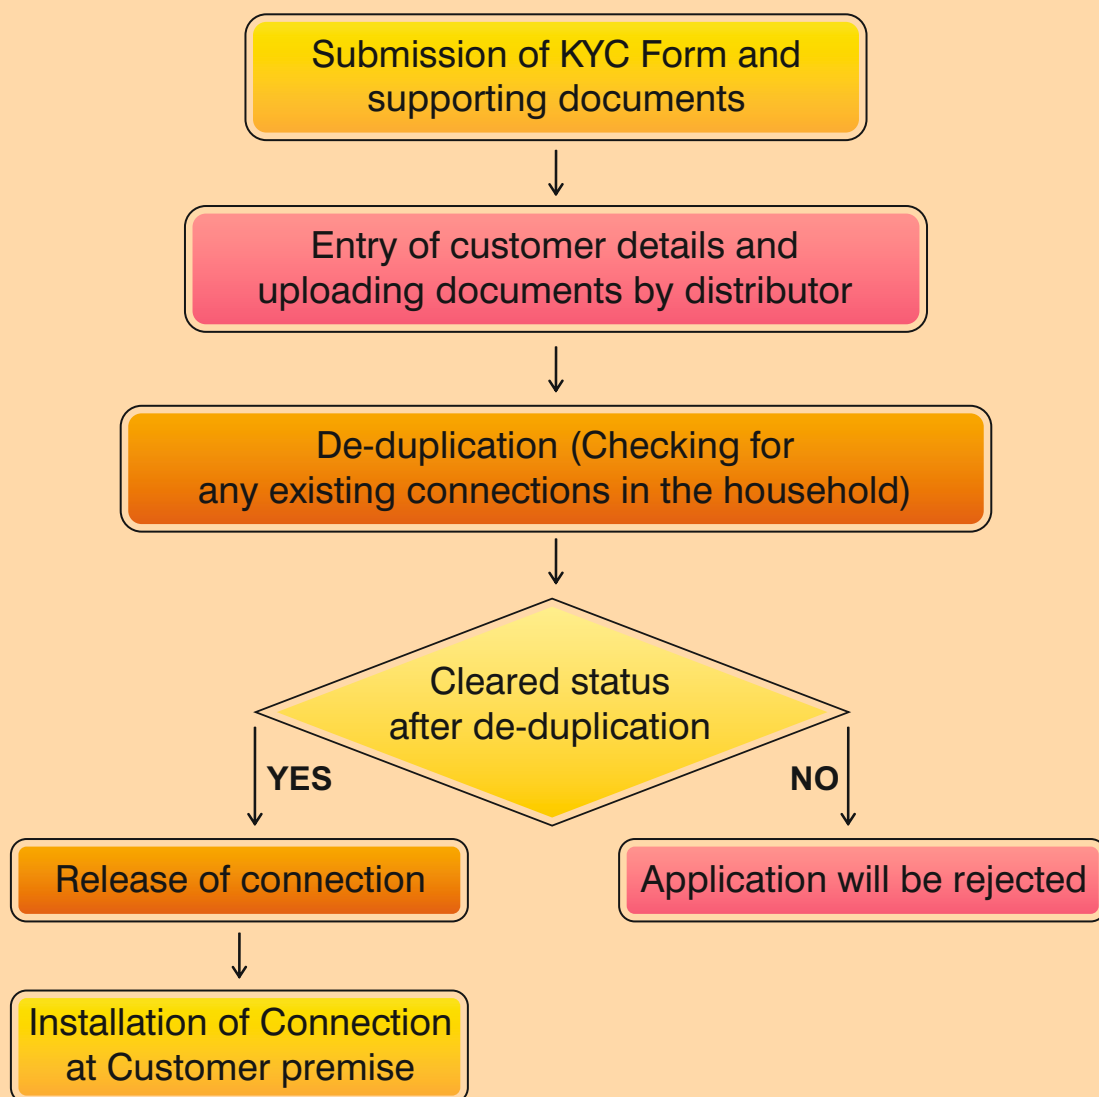 Submission of KYC Form and
supporting documents
Entry of customer details and
uploading documents by distributor
De-duplication (Checking for
any existing connections in the household)
Cleared status
after de-duplication
YES
NO
Release of connection
Application will be rejected
Installation of Connection
at Customer premise